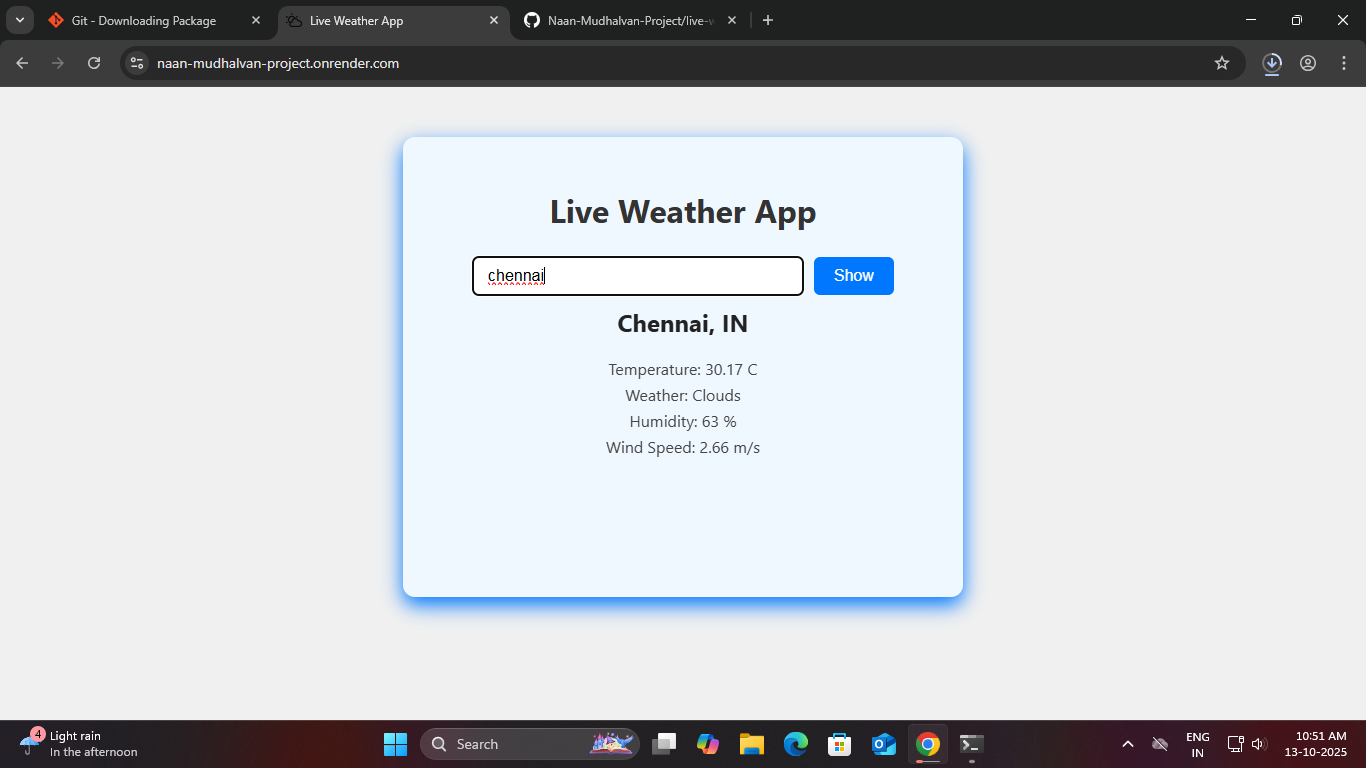 Git - Downloading Package
Live Weather App
Naan-Mudhalvan-Project/live-w
naan-mudhalvan-project.onrender.com
Live Weather App
chennai
Show
Chennai, IN
Temperature: 30.17 C
Weather: Clouds
Humidity: 63 %
Wind Speed: 2.66 m/s
4
Light rain
In the afternoon
Search
ENG
IN
10:51 AM
13-10-2025